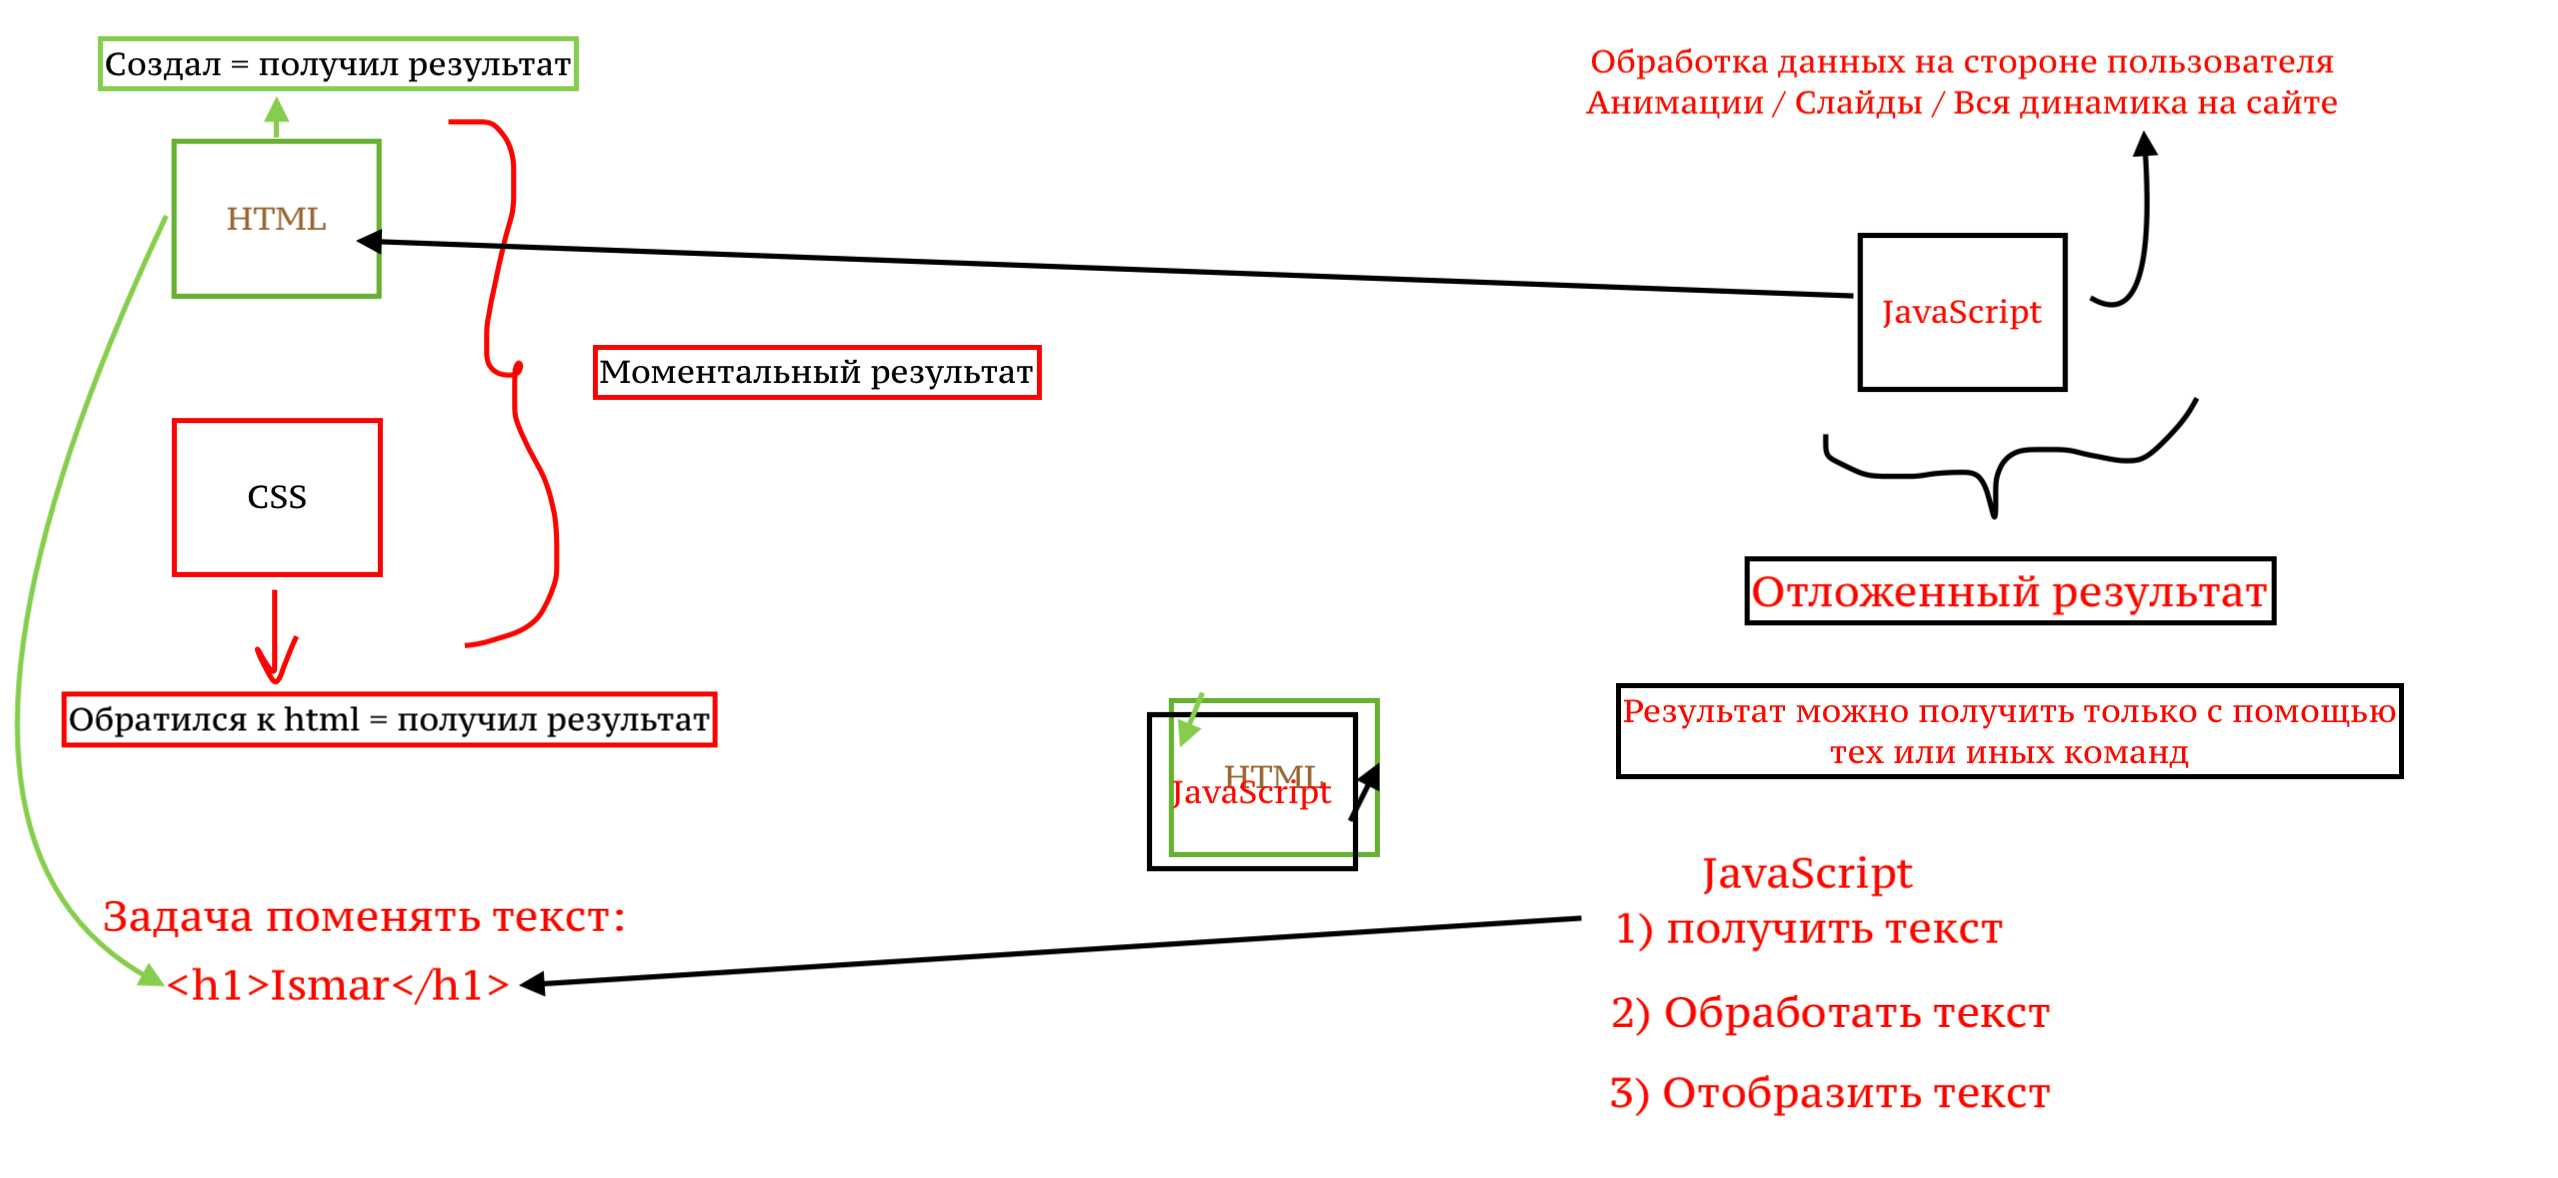 Создал = получил результат
HTML
Моментальный результат
CSS
Обратился к html = получил результат
Задача поменять текст:
<h1>Ismar</h1>
HTML
JavaScript
Обработка данных на стороне пользователя
Анимации / Слайды / Вся динамика на сайте
JavaScript
Отложенный результат
Результат можно получить только с помощью
тех или иных команд
JavaScript
1) получить текст
2) Обработать текст
3) Отобразить текст